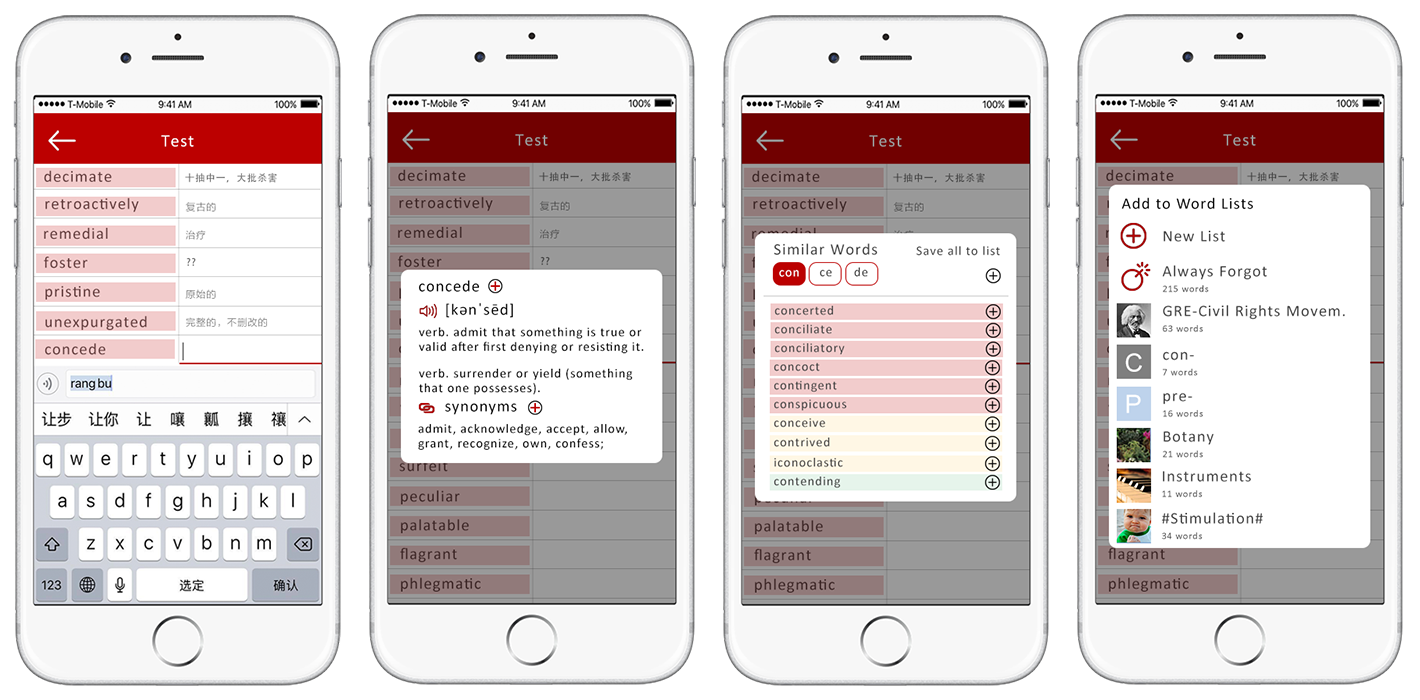 T-Mobile 9:41 AM 100%
Test
decimate 十抽中一，大批杀害
retroactively 复古的
remedial 治疗
foster ??
pristine 原始的
unexpurgated 完整的，不删改的
concede
rang bu
让步 让你 让 嚷 瓤 攘 禳
q w e r t y u i o p
a s d f g h j k l
z x c v b n m
123 选定 确认
T-Mobile 9:41 AM 100%
Test
decimate 十抽中一，大批杀害
retroactively 复古的
remedial 治疗
foster ??
concede
[kənˈsēd]
verb. admit that something is true or
valid after first denying or resisting it.
verb. surrender or yield (something
that one possesses).
synonyms
admit, acknowledge, accept, allow,
grant, recognize, own, confess;
surfeit
peculiar
palatable
flagrant
phlegmatic
T-Mobile 9:41 AM 100%
Test
decimate 十抽中一，大批杀害
retroactively 复古的
remedial 治疗
Similar Words Save all to list
con ce de
concerted
conciliate
conciliatory
concoct
contingent
conspicuous
conceive
contrived
iconoclastic
contending
peculiar
palatable
flagrant
phlegmatic
T-Mobile 9:41 AM 100%
Test
decimate 十抽中一，大批杀害
Add to Word Lists
New List
Always Forgot
215 words
GRE-Civil Rights Movem.
63 words
C con-
7 words
P pre-
16 words
Botany
21 words
Instruments
11 words
#Stimulation#
34 words
flagrant
phlegmatic